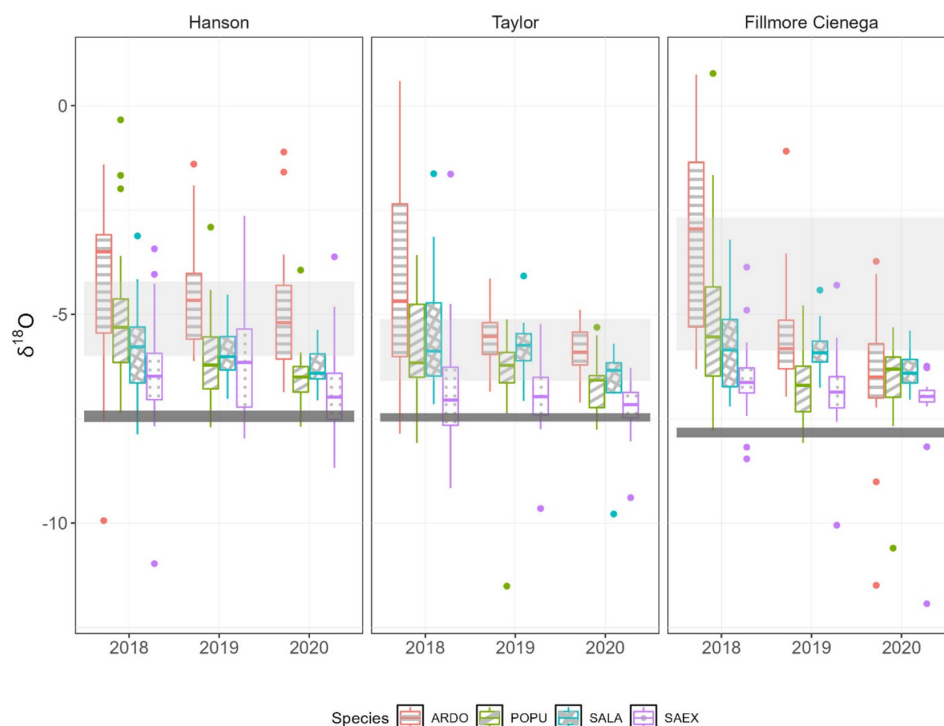 Hanson Taylor Fillmore Cienega
0
-5
-10
δ¹⁸O
2018 2019 2020 2018 2019 2020 2018 2019 2020
Species ARDO POPU SALA SAEX